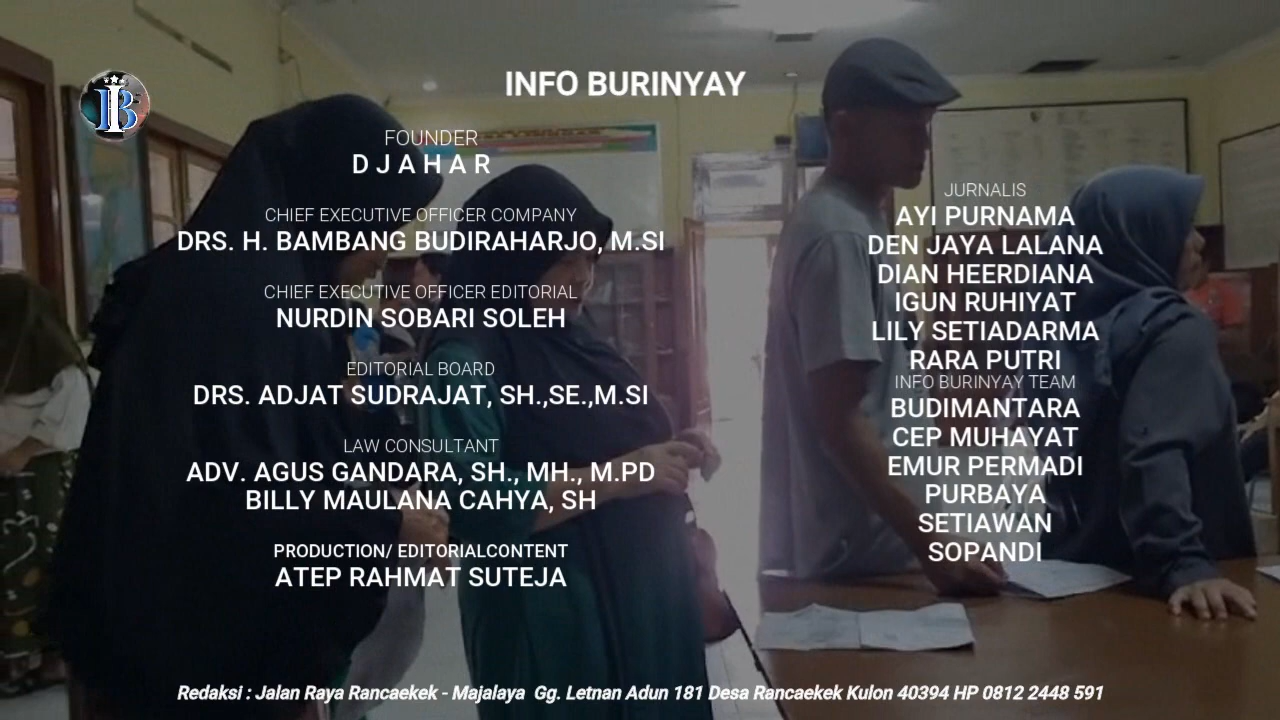 INFO BURINYAY
IB
FOUNDER
D J A H A R
CHIEF EXECUTIVE OFFICER COMPANY
DRS. H. BAMBANG BUDIRAHARJO, M.SI
CHIEF EXECUTIVE OFFICER EDITORIAL
NURDIN SOBARI SOLEH
EDITORIAL BOARD
DRS. ADJAT SUDRAJAT, SH.,SE.,M.SI
LAW CONSULTANT
ADV. AGUS GANDARA, SH., MH., M.PD
BILLY MAULANA CAHYA, SH
PRODUCTION/ EDITORIALCONTENT
ATEP RAHMAT SUTEJA
JURNALIS
AYI PURNAMA
DEN JAYA LALANA
DIAN HEERDIANA
IGUN RUHIYAT
LILY SETIADARMA
RARA PUTRI
INFO BURINYAY TEAM
BUDIMANTARA
CEP MUHAYAT
EMUR PERMADI
PURBAYA
SETIAWAN
SOPANDI
Redaksi : Jalan Raya Rancaekek - Majalaya Gg. Letnan Adun 181 Desa Rancaekek Kulon 40394 HP 0812 2448 591